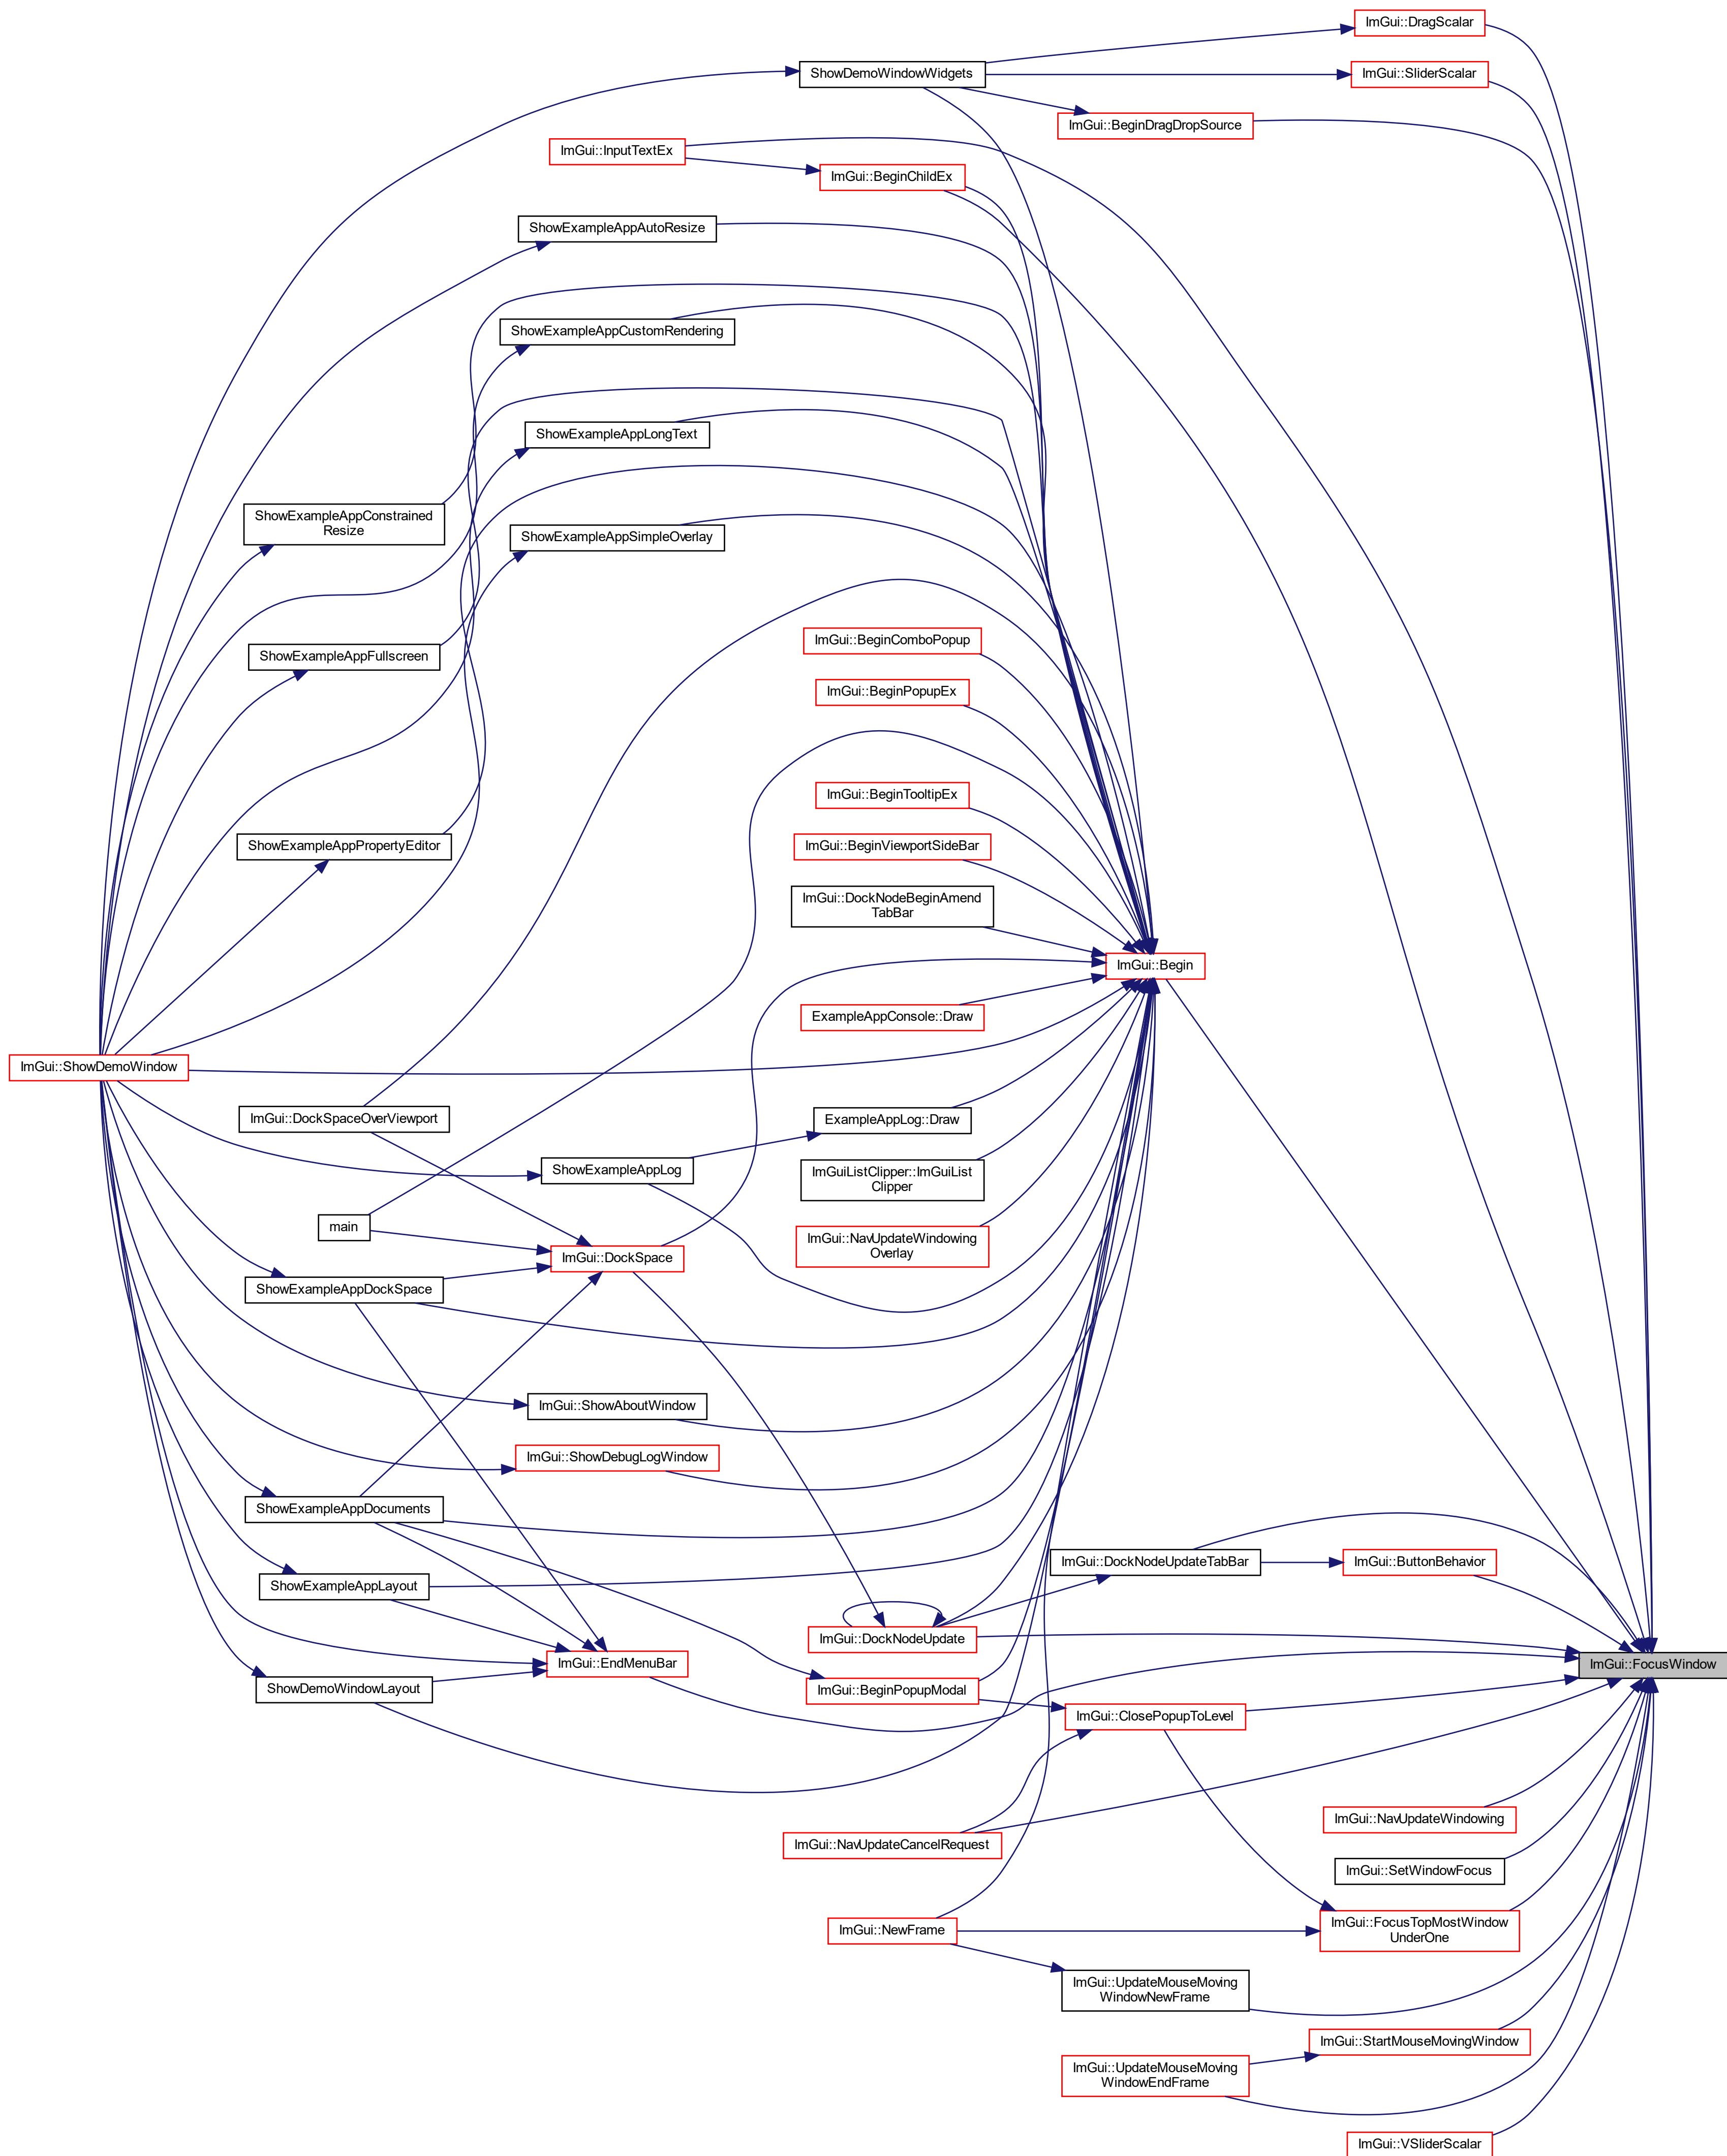 ImGui::DragScalar
ShowDemoWindowWidgets
ImGui::SliderScalar
ImGui::BeginDragDropSource
ImGui::InputTextEx
ImGui::BeginChildEx
ShowExampleAppAutoResize
ShowExampleAppCustomRendering
ShowExampleAppLongText
ShowExampleAppConstrained
Resize
ShowExampleAppSimpleOverlay
ImGui::BeginComboPopup
ShowExampleAppFullscreen
ImGui::BeginPopupEx
ImGui::BeginTooltipEx
ShowExampleAppPropertyEditor
ImGui::BeginViewportSideBar
ImGui::DockNodeBeginAmend
TabBar
ImGui::Begin
ExampleAppConsole::Draw
ImGui::ShowDemoWindow
ImGui::DockSpaceOverViewport
ExampleAppLog::Draw
ShowExampleAppLog
ImGuiListClipper::ImGuiList
Clipper
main
ImGui::NavUpdateWindowing
Overlay
ImGui::DockSpace
ShowExampleAppDockSpace
ImGui::ShowAboutWindow
ImGui::ShowDebugLogWindow
ShowExampleAppDocuments
ImGui::DockNodeUpdateTabBar
ImGui::ButtonBehavior
ShowExampleAppLayout
ImGui::DockNodeUpdate
ImGui::EndMenuBar
ImGui::FocusWindow
ShowDemoWindowLayout
ImGui::BeginPopupModal
ImGui::ClosePopupToLevel
ImGui::NavUpdateWindowing
ImGui::NavUpdateCancelRequest
ImGui::SetWindowFocus
ImGui::NewFrame
ImGui::FocusTopMostWindow
UnderOne
ImGui::UpdateMouseMoving
WindowNewFrame
ImGui::StartMouseMovingWindow
ImGui::UpdateMouseMoving
WindowEndFrame
ImGui::VSliderScalar